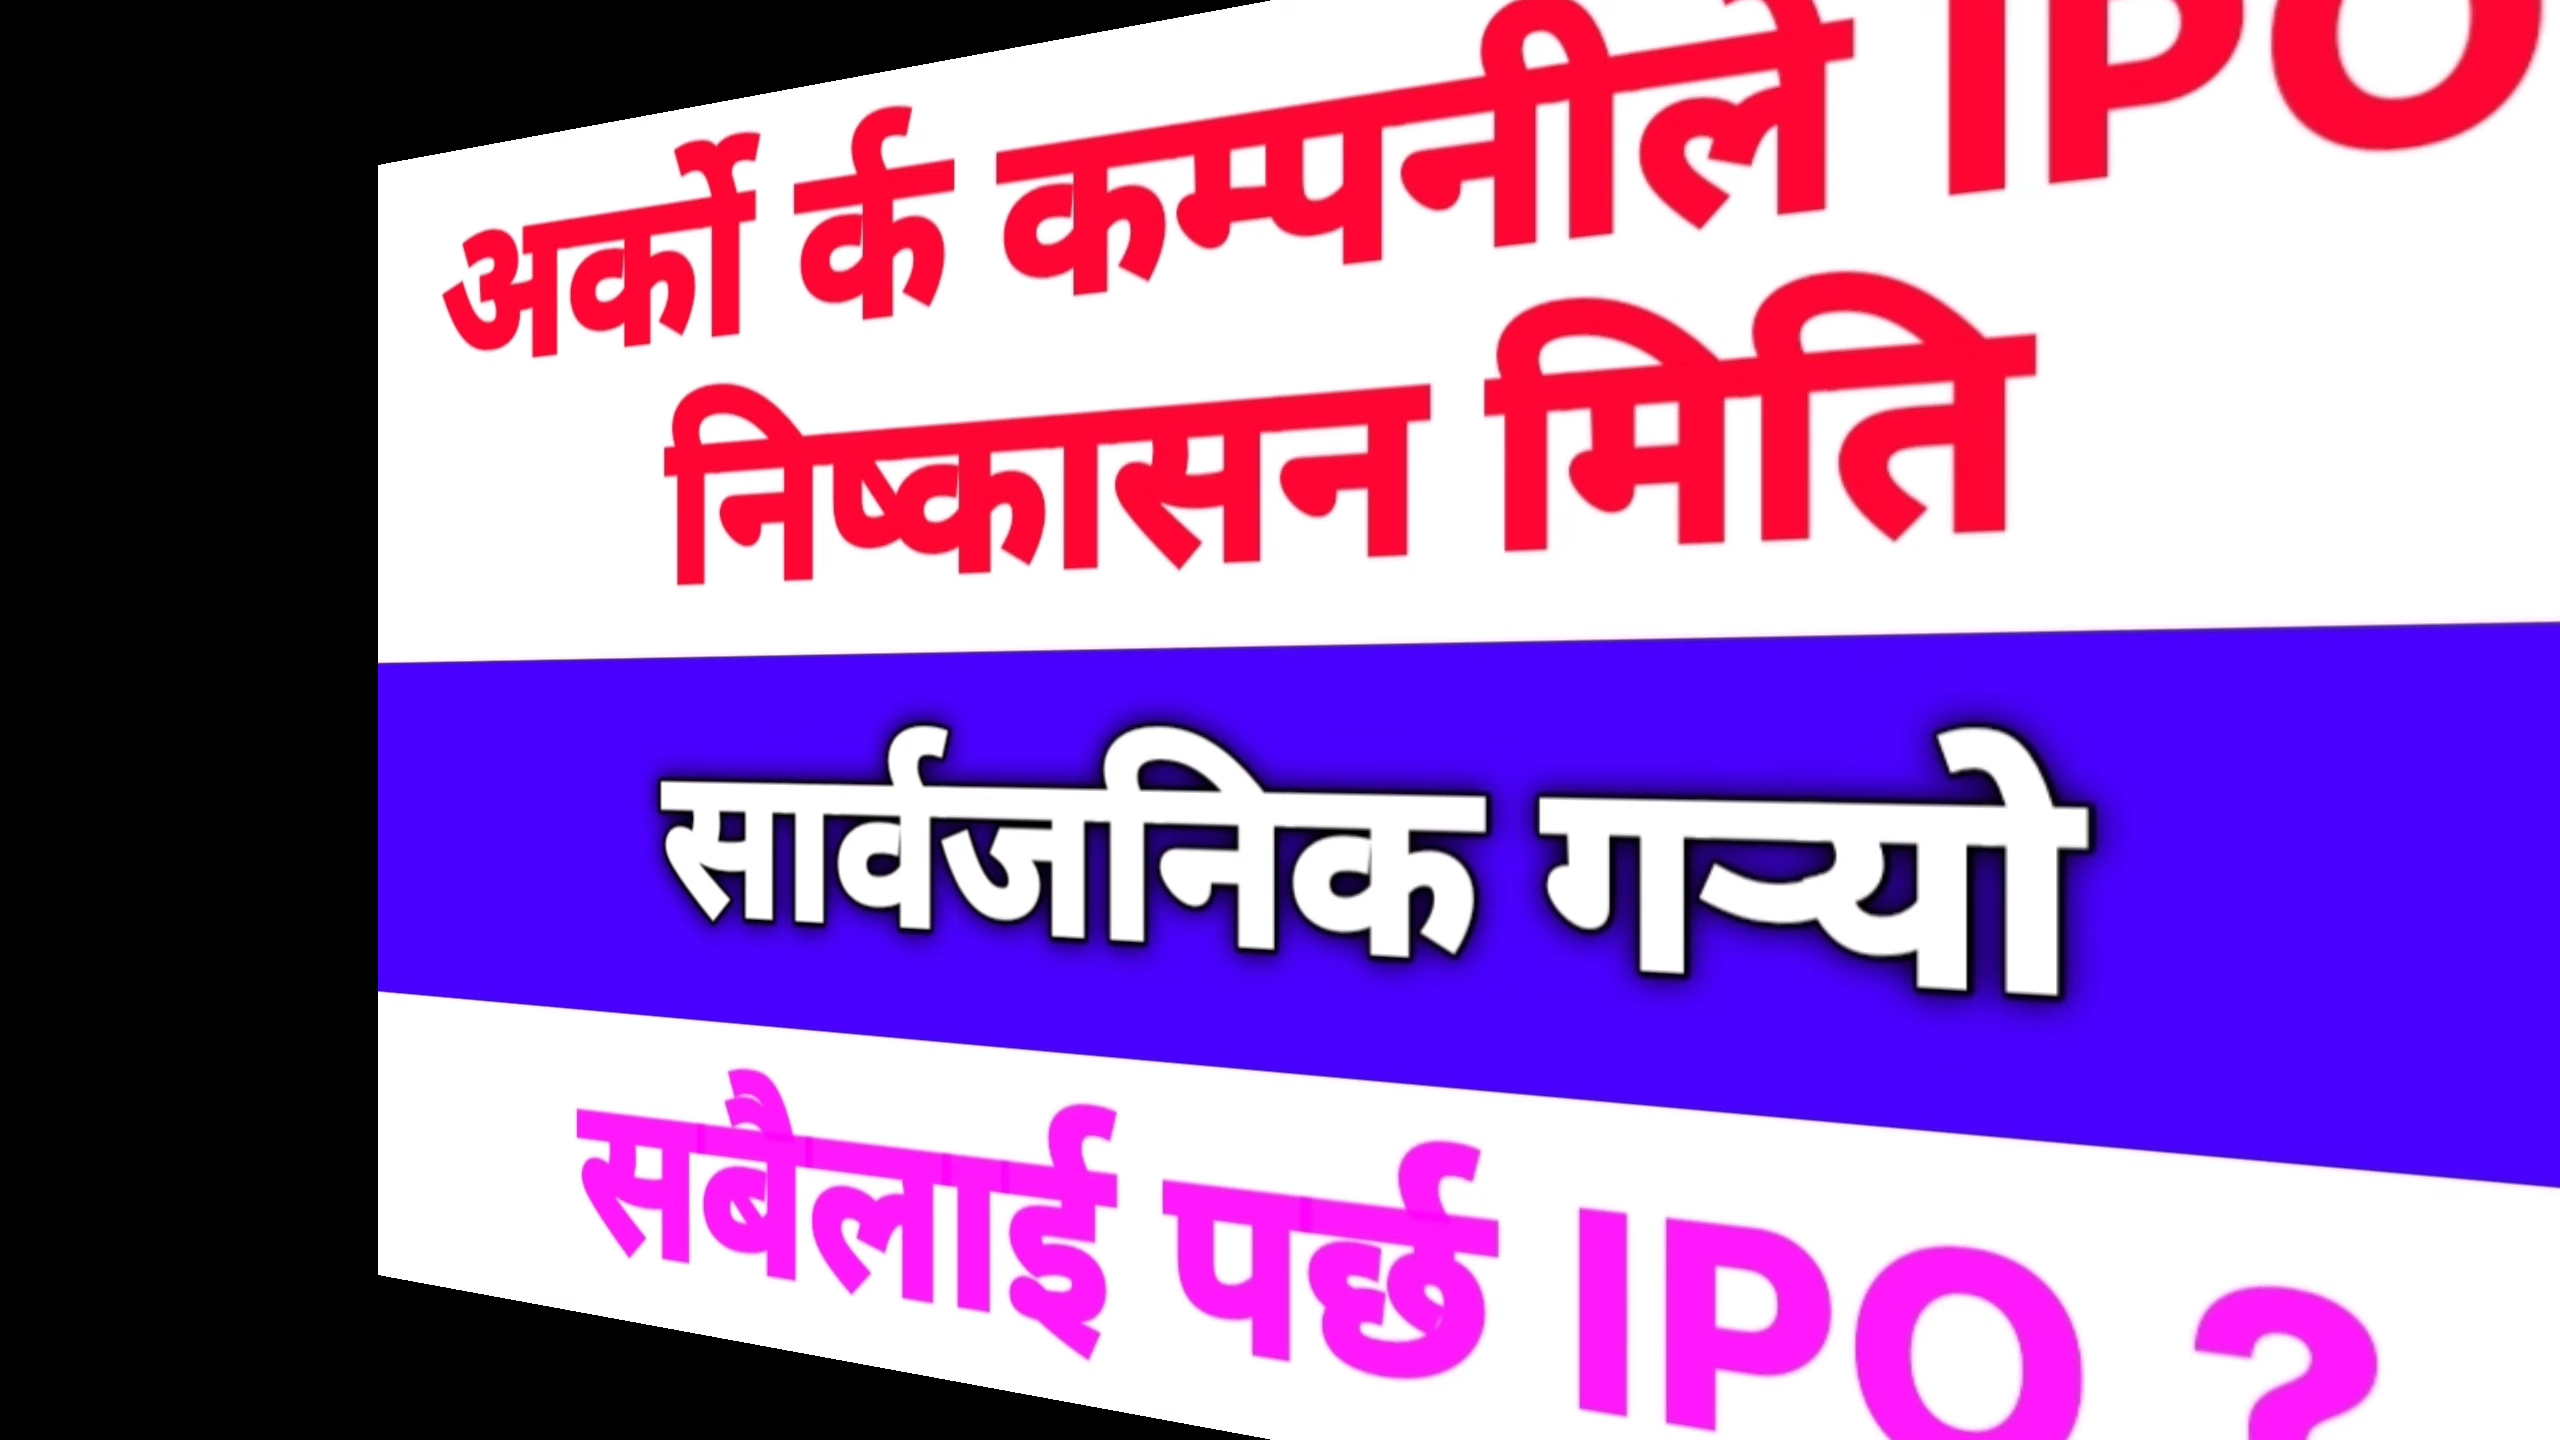 अर्को र्क कम्पनीले IPO
निष्कासन मिति
सार्वजनिक गर्‍यो
सबैलाई पर्छ IPO ?